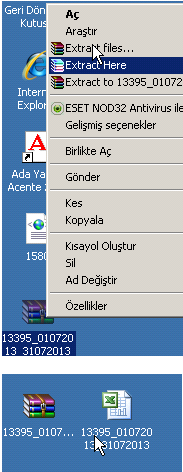 Geri Dön
Kutus
Aç
Araştır
Extract files...
Extract Here
Extract to 13395_010720
Intern
Explor
ESET NOD32 Antivirus ile
Gelişmiş seçenekler
Birlikte Aç
Ada Ya
Acente 2
Gönder
Kes
Kopyala
1580
Kısayol Oluştur
Sil
Ad Değiştir
Özellikler
13395_010720
13_31072013
13395_0107...
13395_010720
13_31072013